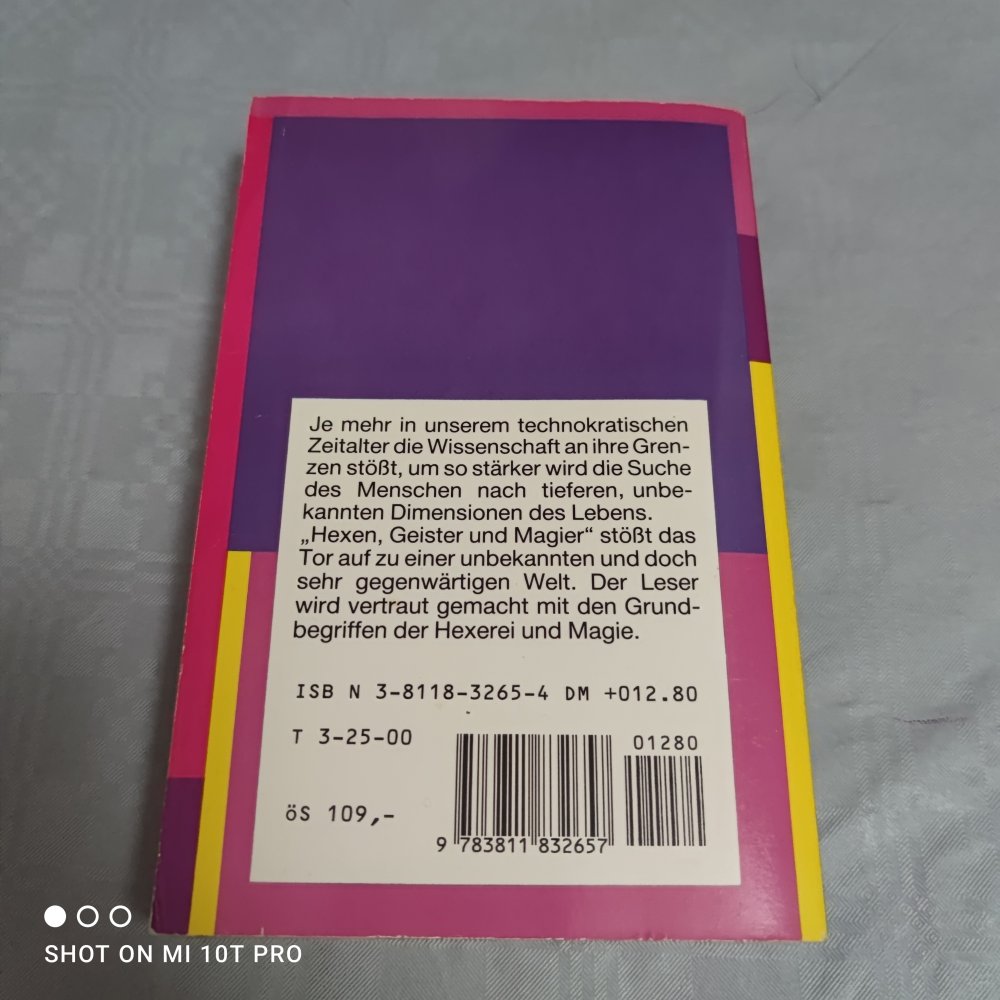 Je mehr in unserem technokratischen
Zeitalter die Wissenschaft an ihre Gren-
zen stößt, um so stärker wird die Suche
des Menschen nach tieferen, unbe-
kannten Dimensionen des Lebens.
„Hexen, Geister und Magier“ stößt das
Tor auf zu einer unbekannten und doch
sehr gegenwärtigen Welt. Der Leser
wird vertraut gemacht mit den Grund-
begriffen der Hexerei und Magie.
ISB N 3-8118-3265-4 DM +012.80
T 3-25-00
01280
öS 109,-
9 783811 832657
SHOT ON MI 10T PRO